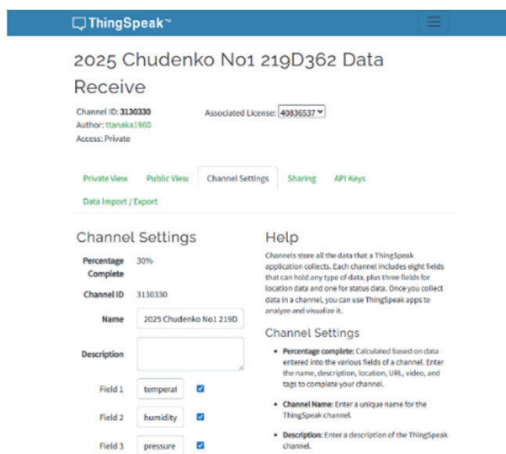 ThingSpeak™
2025 Chudenko No1 219D362 Data
Receive
Channel ID: 3130330
Associated License: 40836537
Author: ttanaka1960
Access: Private
Private View
Public View
Channel Settings
Sharing
API Keys
Data Import / Export
Channel Settings
Percentage
Complete
30%
Channel ID
3130330
Name
2025 Chudenko No1 219D
Description
Field 1
temperat
Field 2
humidity
Field 3
pressure
Help
Channels store all the data that a ThingSpeak
application collects. Each channel includes eight fields
that can hold any type of data, plus three fields for
location data and one for status data. Once you collect
data in a channel, you can use ThingSpeak apps to
analyze and visualize it.
Channel Settings
• Percentage complete: Calculated based on data
entered into the various fields of a channel. Enter
the name, description, location, URL, video, and
tags to complete your channel.
• Channel Name: Enter a unique name for the
ThingSpeak channel.
• Description: Enter a description of the ThingSpeak
channel.